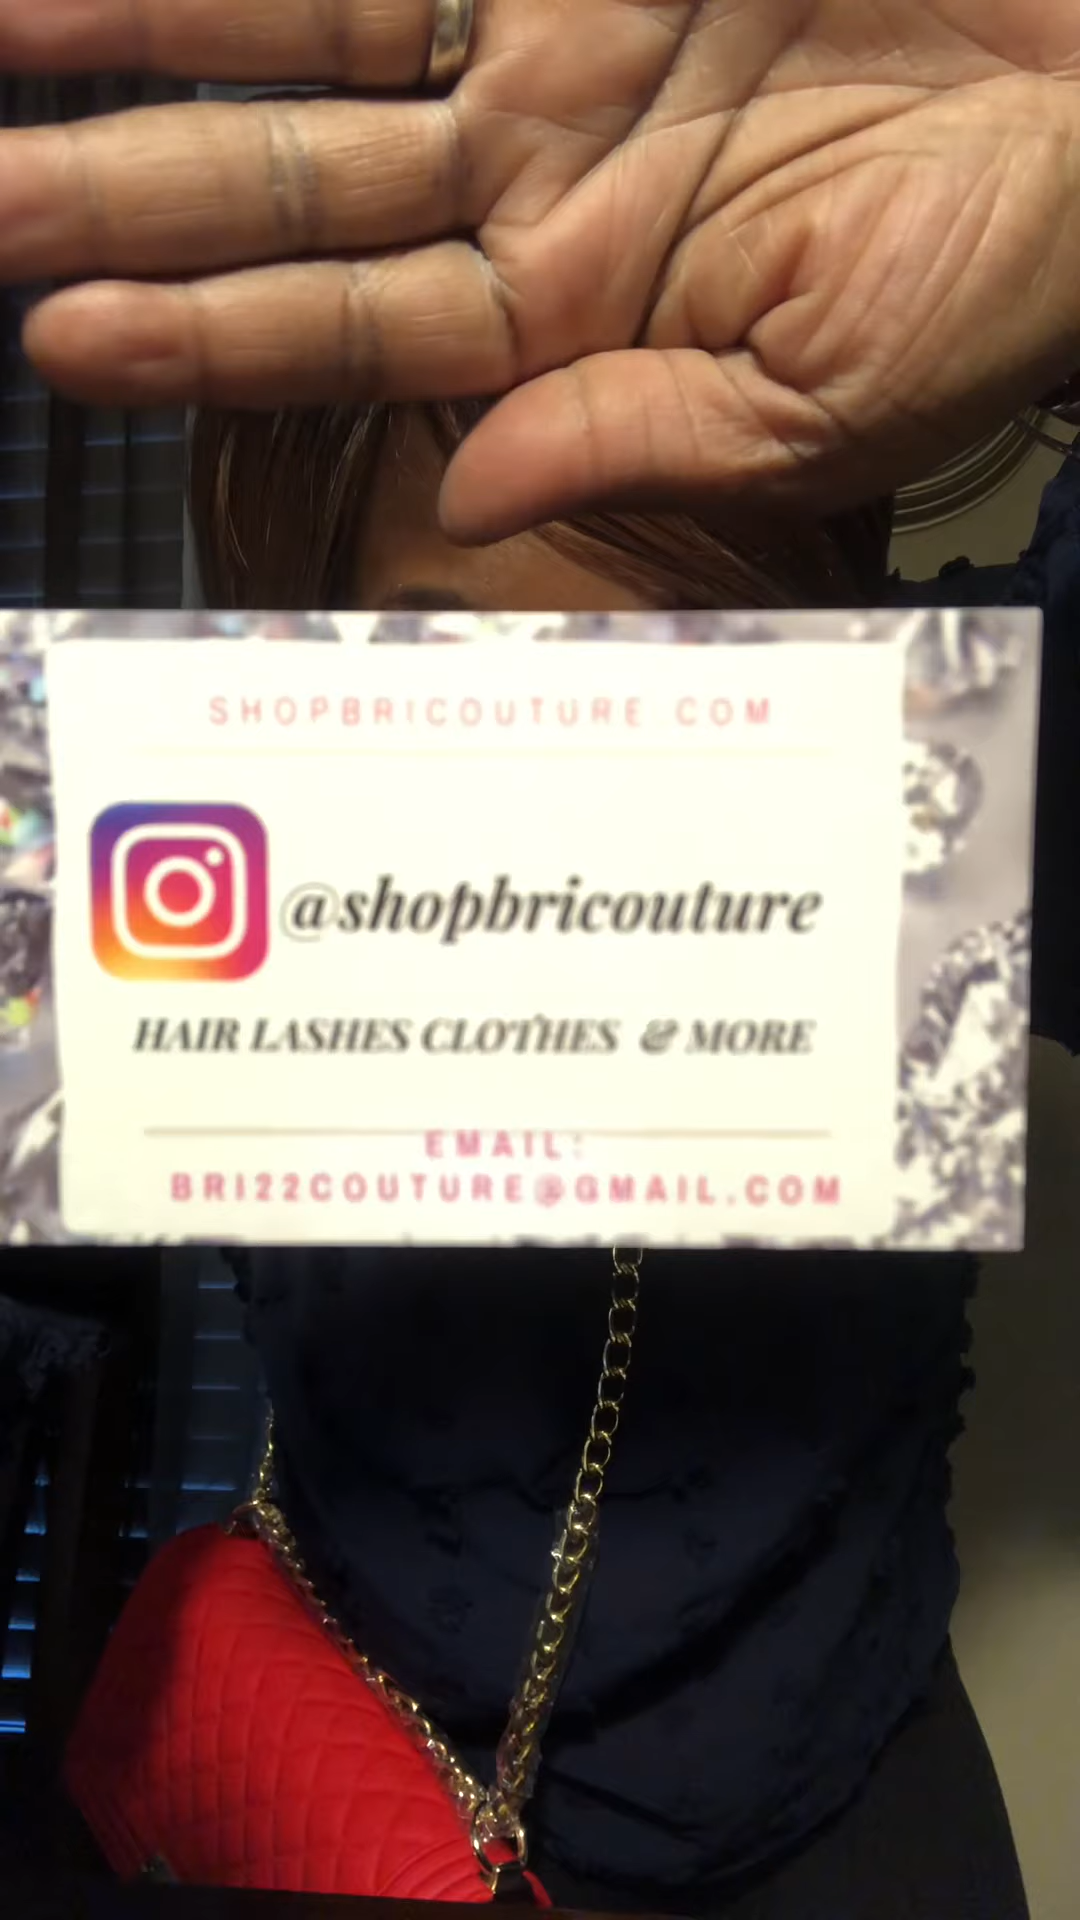 SHOPBRICOUTURE.COM
@shopbricouture
HAIR LASHES CLOTHES & MORE
EMAIL:
BRI22COUTURE@GMAIL.COM